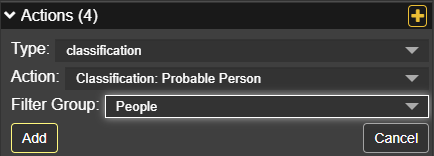 Actions (4)
Type: classification
Action: Classification: Probable Person
Filter Group: People
Add Cancel